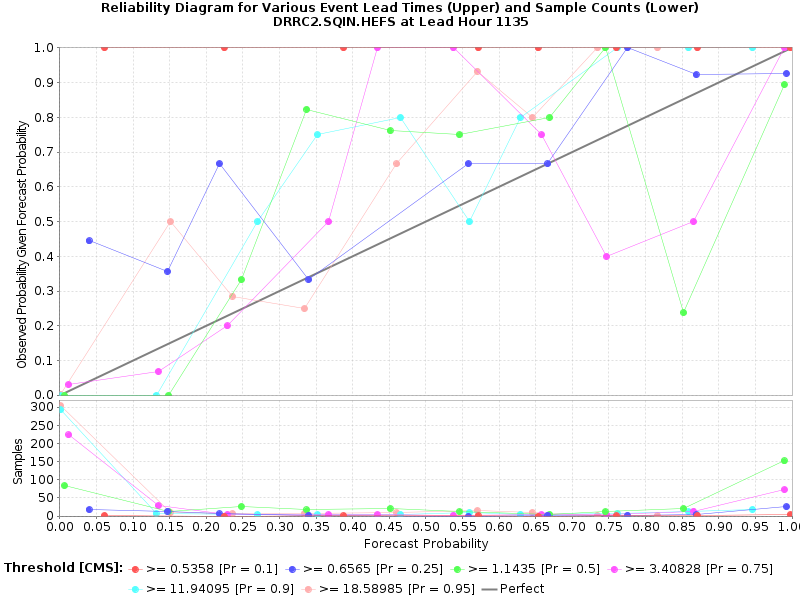 Reliability Diagram for Various Event Lead Times (Upper) and Sample Counts (Lower)
DRRC2.SQIN.HEFS at Lead Hour 1135
Observed Probability Given Forecast Probability
1.0
0.9
0.8
0.7
0.6
0.5
0.4
0.3
0.2
0.1
0.0
Samples
300
250
200
150
100
50
0
0.00 0.05 0.10 0.15 0.20 0.25 0.30 0.35 0.40 0.45 0.50 0.55 0.60 0.65 0.70 0.75 0.80 0.85 0.90 0.95 1.0
Forecast Probability
Threshold [CMS]: >= 0.5358 [Pr = 0.1] >= 0.6565 [Pr = 0.25] >= 1.1435 [Pr = 0.5] >= 3.40828 [Pr = 0.75]
>= 11.94095 [Pr = 0.9] >= 18.58985 [Pr = 0.95] Perfect